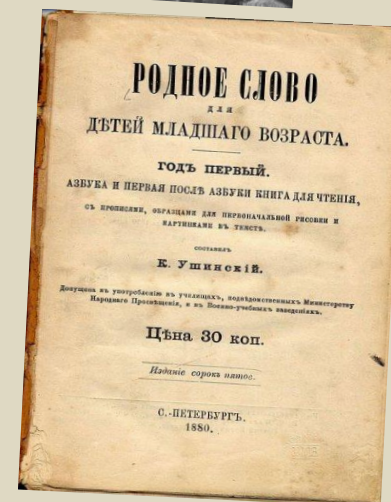 РОДНОЕ СЛОВО
ДЛЯ
ДѢТЕЙ МЛАДШАГО ВОЗРАСТА.
ГОДЪ ПЕРВЫЙ.
АЗБУКА И ПЕРВАЯ ПОСЛѢ АЗБУКИ КНИГА ДЛЯ ЧТЕНІЯ,
СЪ ПРОПИСЯМИ, ОБРАЗЦАМИ ДЛЯ ПЕРВОНАЧАЛЬНОЙ РИСОВКИ И
КАРТИНКАМИ ВЪ ТЕКСТѢ.
СОСТАВИЛЪ
К. Ушинскій.
Допущена къ употребленію въ училищахъ, подвѣдомственныхъ Министерству
Народнаго Просвѣщенія, и въ Военно-учебныхъ заведеніяхъ.
Цѣна 30 коп.
Изданіе сорокъ пятое.
С.-ПЕТЕРБУРГЪ.
1880.